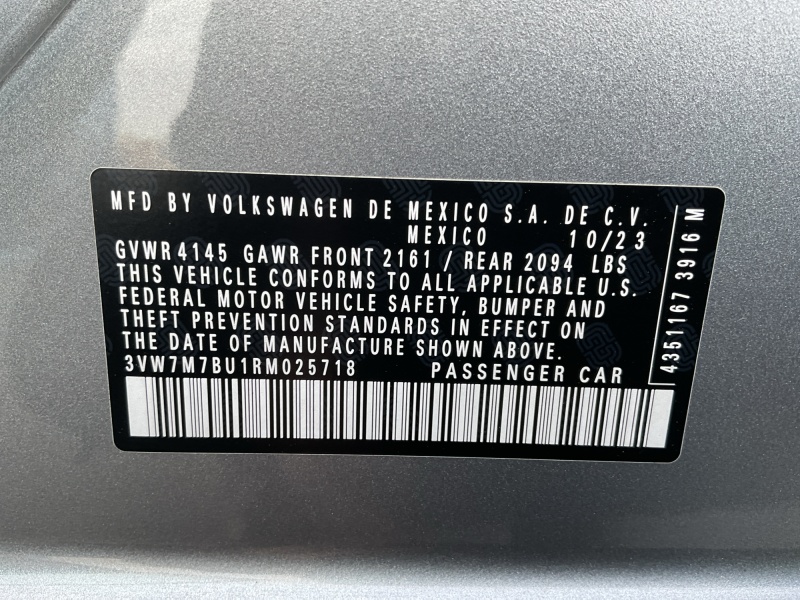 MFD BY VOLKSWAGEN DE MEXICO S.A. DE C.V.
MEXICO 10/23
GVWR 4145 GAWR FRONT 2161 / REAR 2094 LBS
THIS VEHICLE CONFORMS TO ALL APPLICABLE U.S.
FEDERAL MOTOR VEHICLE SAFETY, BUMPER AND
THEFT PREVENTION STANDARDS IN EFFECT ON
THE DATE OF MANUFACTURE SHOWN ABOVE.
3VW7M7BU1RM025718 PASSENGER CAR
4351167 3916 M